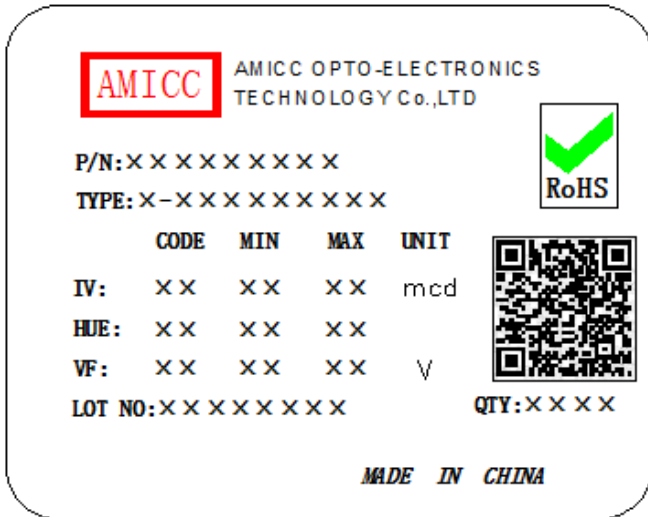 AMICC
AMICC OPTO-ELECTRONICS
TECHNOLOGY Co.,LTD
P/N:×××××××××
TYPE:×-×××××××××
RoHS
CODE MIN MAX UNIT
IV: ×× ×× ×× mcd
HUE: ×× ×× ××
VF: ×× ×× ×× V
LOT NO:××××××××
QTY:××××
MADE IN CHINA